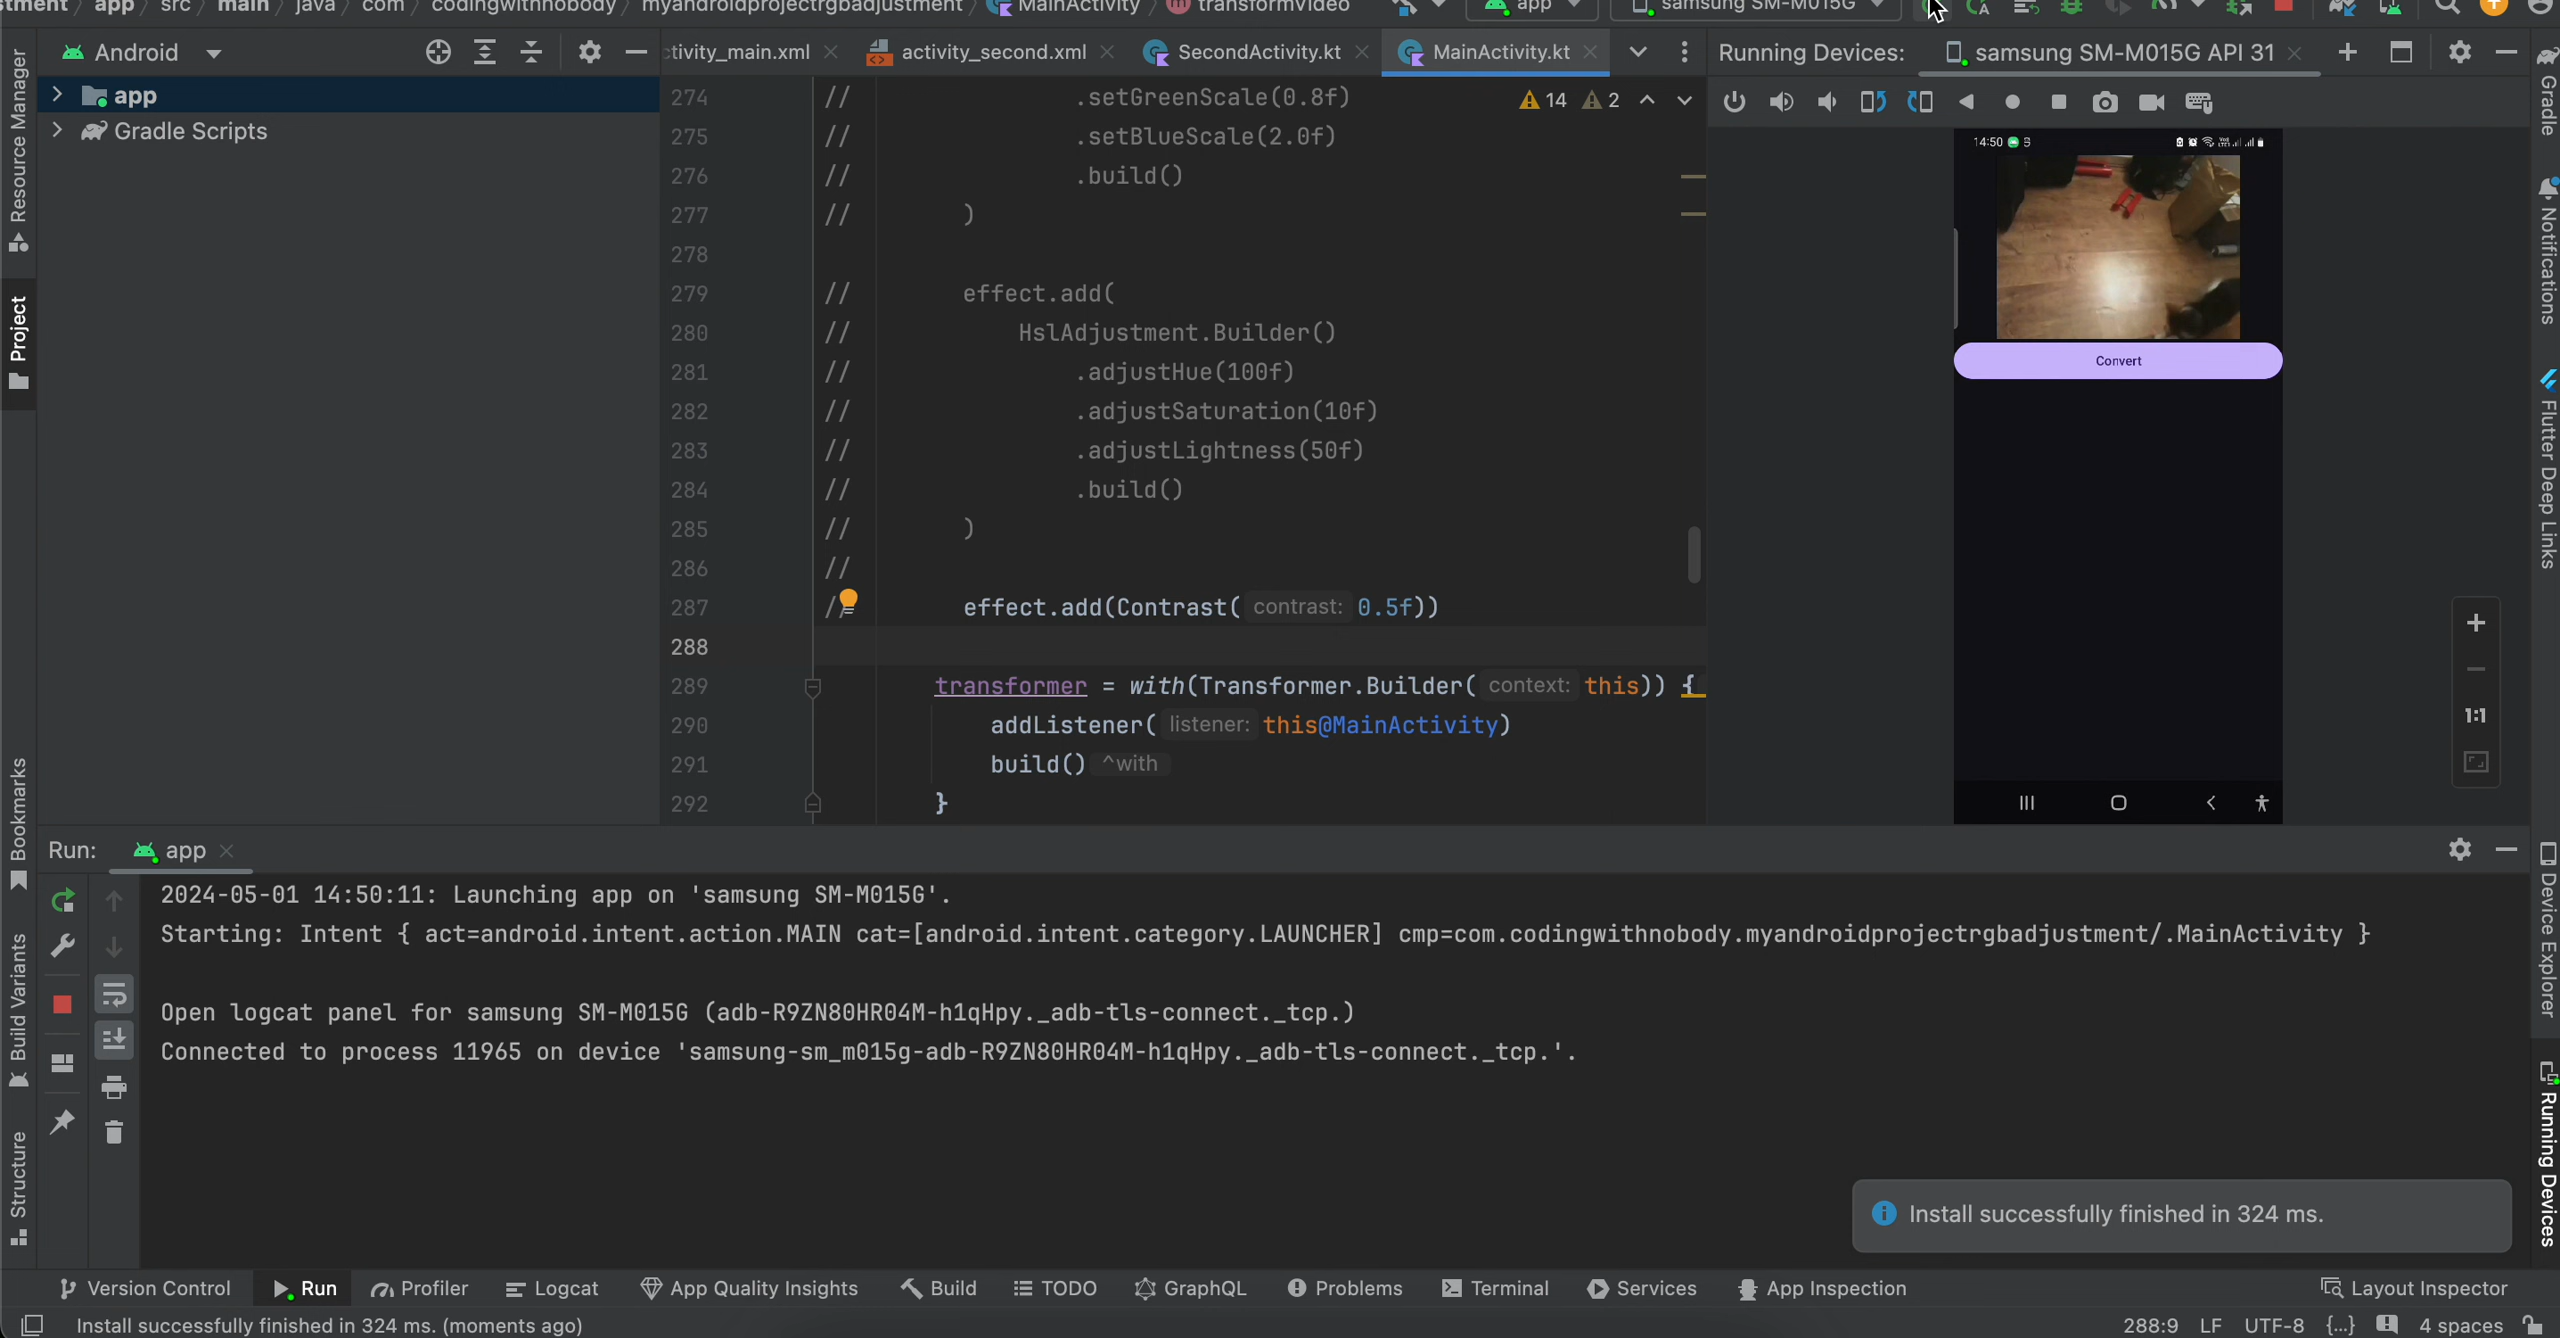 stment app src main java com codingwithnobody myandroidprojectrgbadjustment MainActivity transformVideo app samsung SM-M015G
Android
ctivity_main.xml activity_second.xml SecondActivity.kt MainActivity.kt
Running Devices: samsung SM-M015G API 31
app
Gradle Scripts
14 2
274 // .setGreenScale(0.8f)
275 // .setBlueScale(2.0f)
276 // .build()
277 // )
278
279 // effect.add(
280 // HslAdjustment.Builder()
281 // .adjustHue(100f)
282 // .adjustSaturation(10f)
283 // .adjustLightness(50f)
284 // .build()
285 // )
286 //
287 // effect.add(Contrast( contrast: 0.5f))
288
289 transformer = with(Transformer.Builder( context: this)) {
290 addListener( listener: this@MainActivity)
291 build() ^with
292 }
14:50
Convert
1:1
Resource Manager
Project
Bookmarks
Build Variants
Structure
Gradle
Notifications
Flutter Deep Links
Device Explorer
Running Devices
Run: app
2024-05-01 14:50:11: Launching app on 'samsung SM-M015G'.
Starting: Intent { act=android.intent.action.MAIN cat=[android.intent.category.LAUNCHER] cmp=com.codingwithnobody.myandroidprojectrgbadjustment/.MainActivity }
Open logcat panel for samsung SM-M015G (adb-R9ZN80HR04M-h1qHpy._adb-tls-connect._tcp.)
Connected to process 11965 on device 'samsung-sm_m015g-adb-R9ZN80HR04M-h1qHpy._adb-tls-connect._tcp.'.
Install successfully finished in 324 ms.
Version Control Run Profiler Logcat App Quality Insights Build TODO GraphQL Problems Terminal Services App Inspection Layout Inspector
Install successfully finished in 324 ms. (moments ago)
288:9 LF UTF-8 {...} 4 spaces